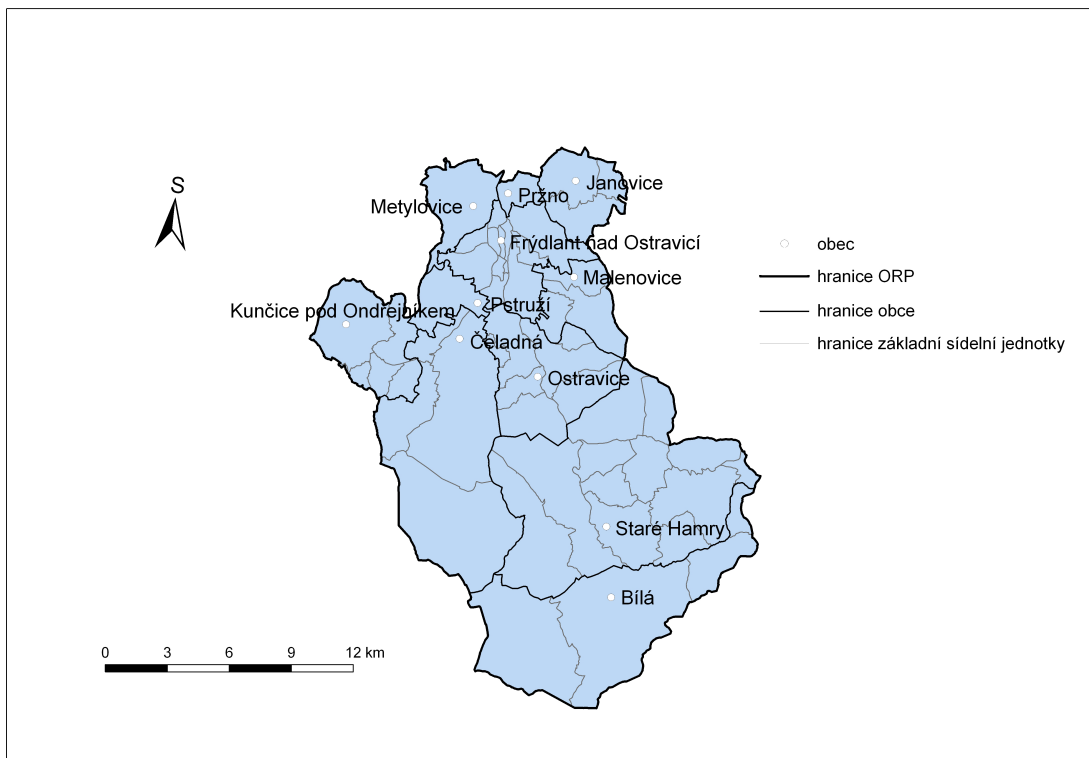 S
Janovice
Pržno
Metylovice
Frýdlant nad Ostravicí
Malenovice
Pstruží
Kunčice pod Ondřejníkem
Čeladná
Ostravice
Staré Hamry
Bílá
obec
hranice ORP
hranice obce
hranice základní sídelní jednotky
0 3 6 9 12 km